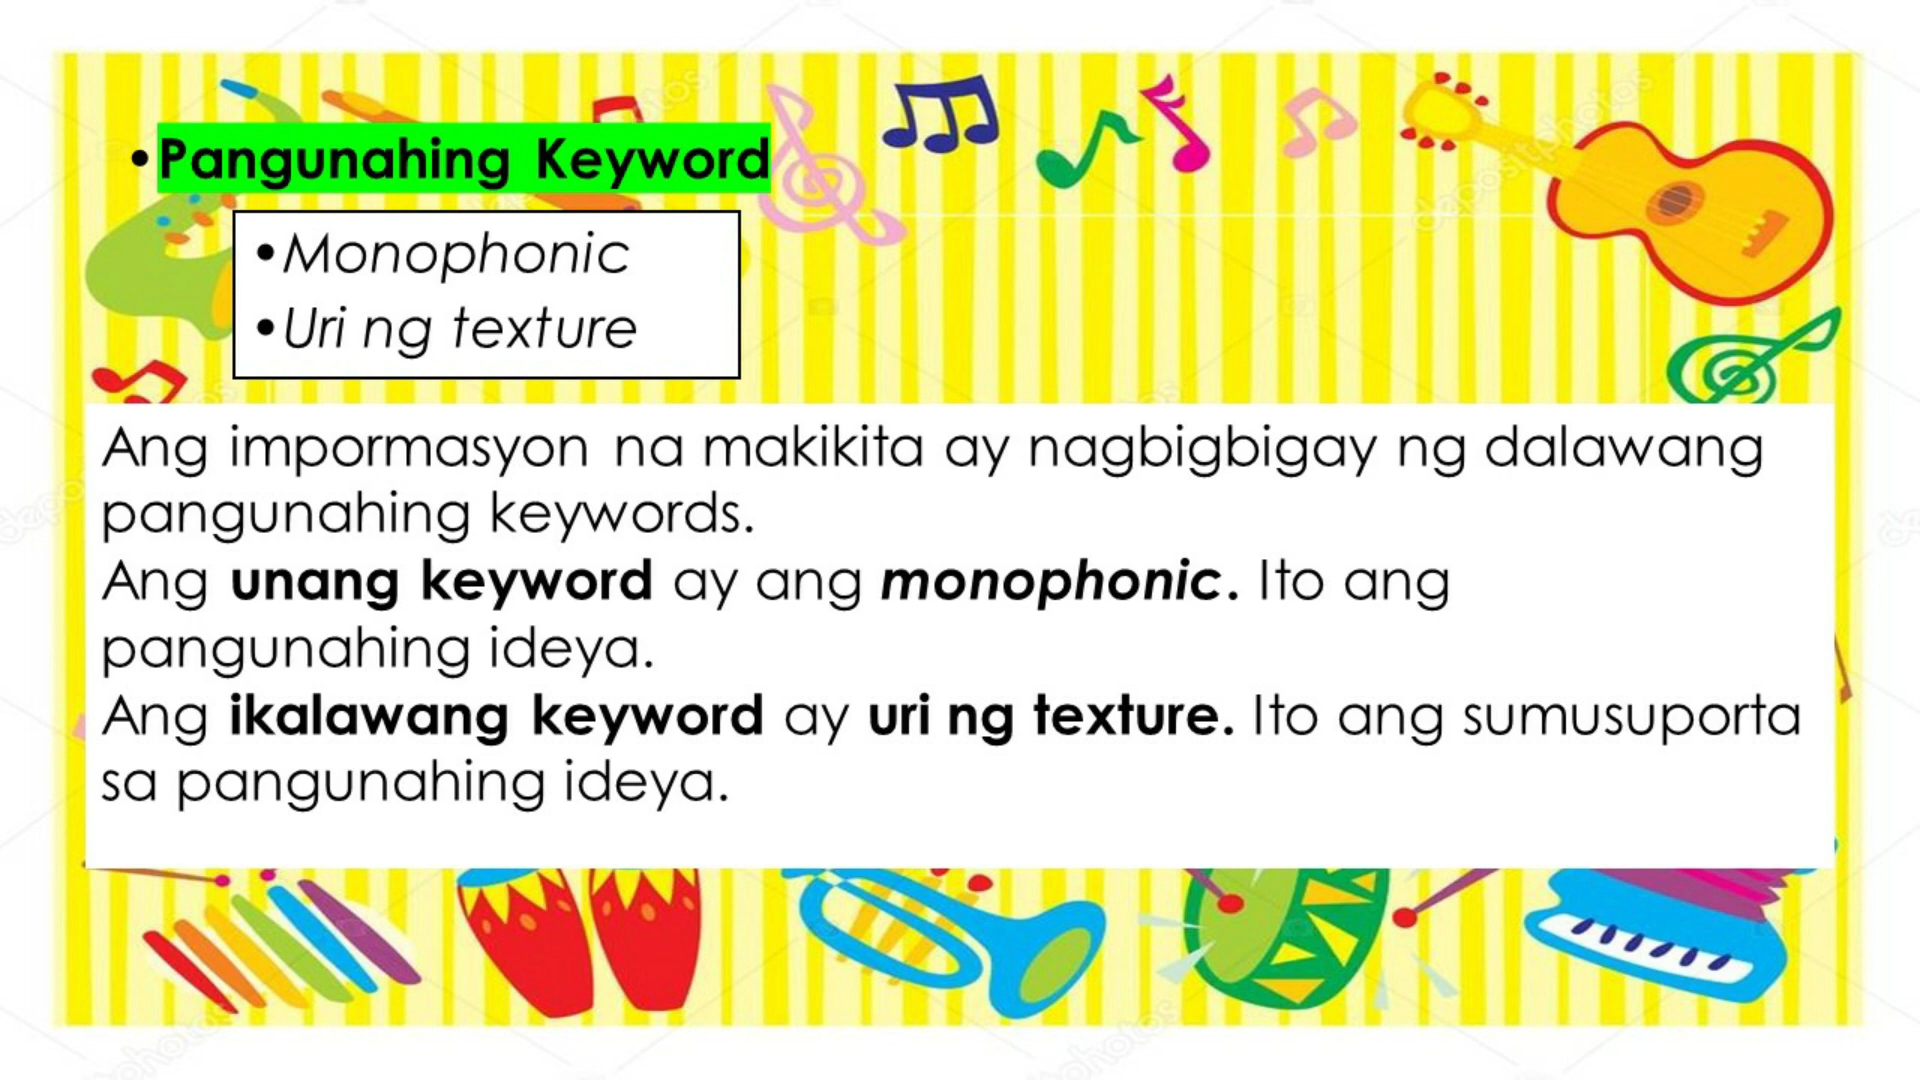 •Pangunahing Keyword
•Monophonic
•Uri ng texture
Ang impormasyon na makikita ay nagbigbigay ng dalawang
pangunahing keywords.
Ang unang keyword ay ang monophonic. Ito ang
pangunahing ideya.
Ang ikalawang keyword ay uri ng texture. Ito ang sumusuporta
sa pangunahing ideya.
depositphotos